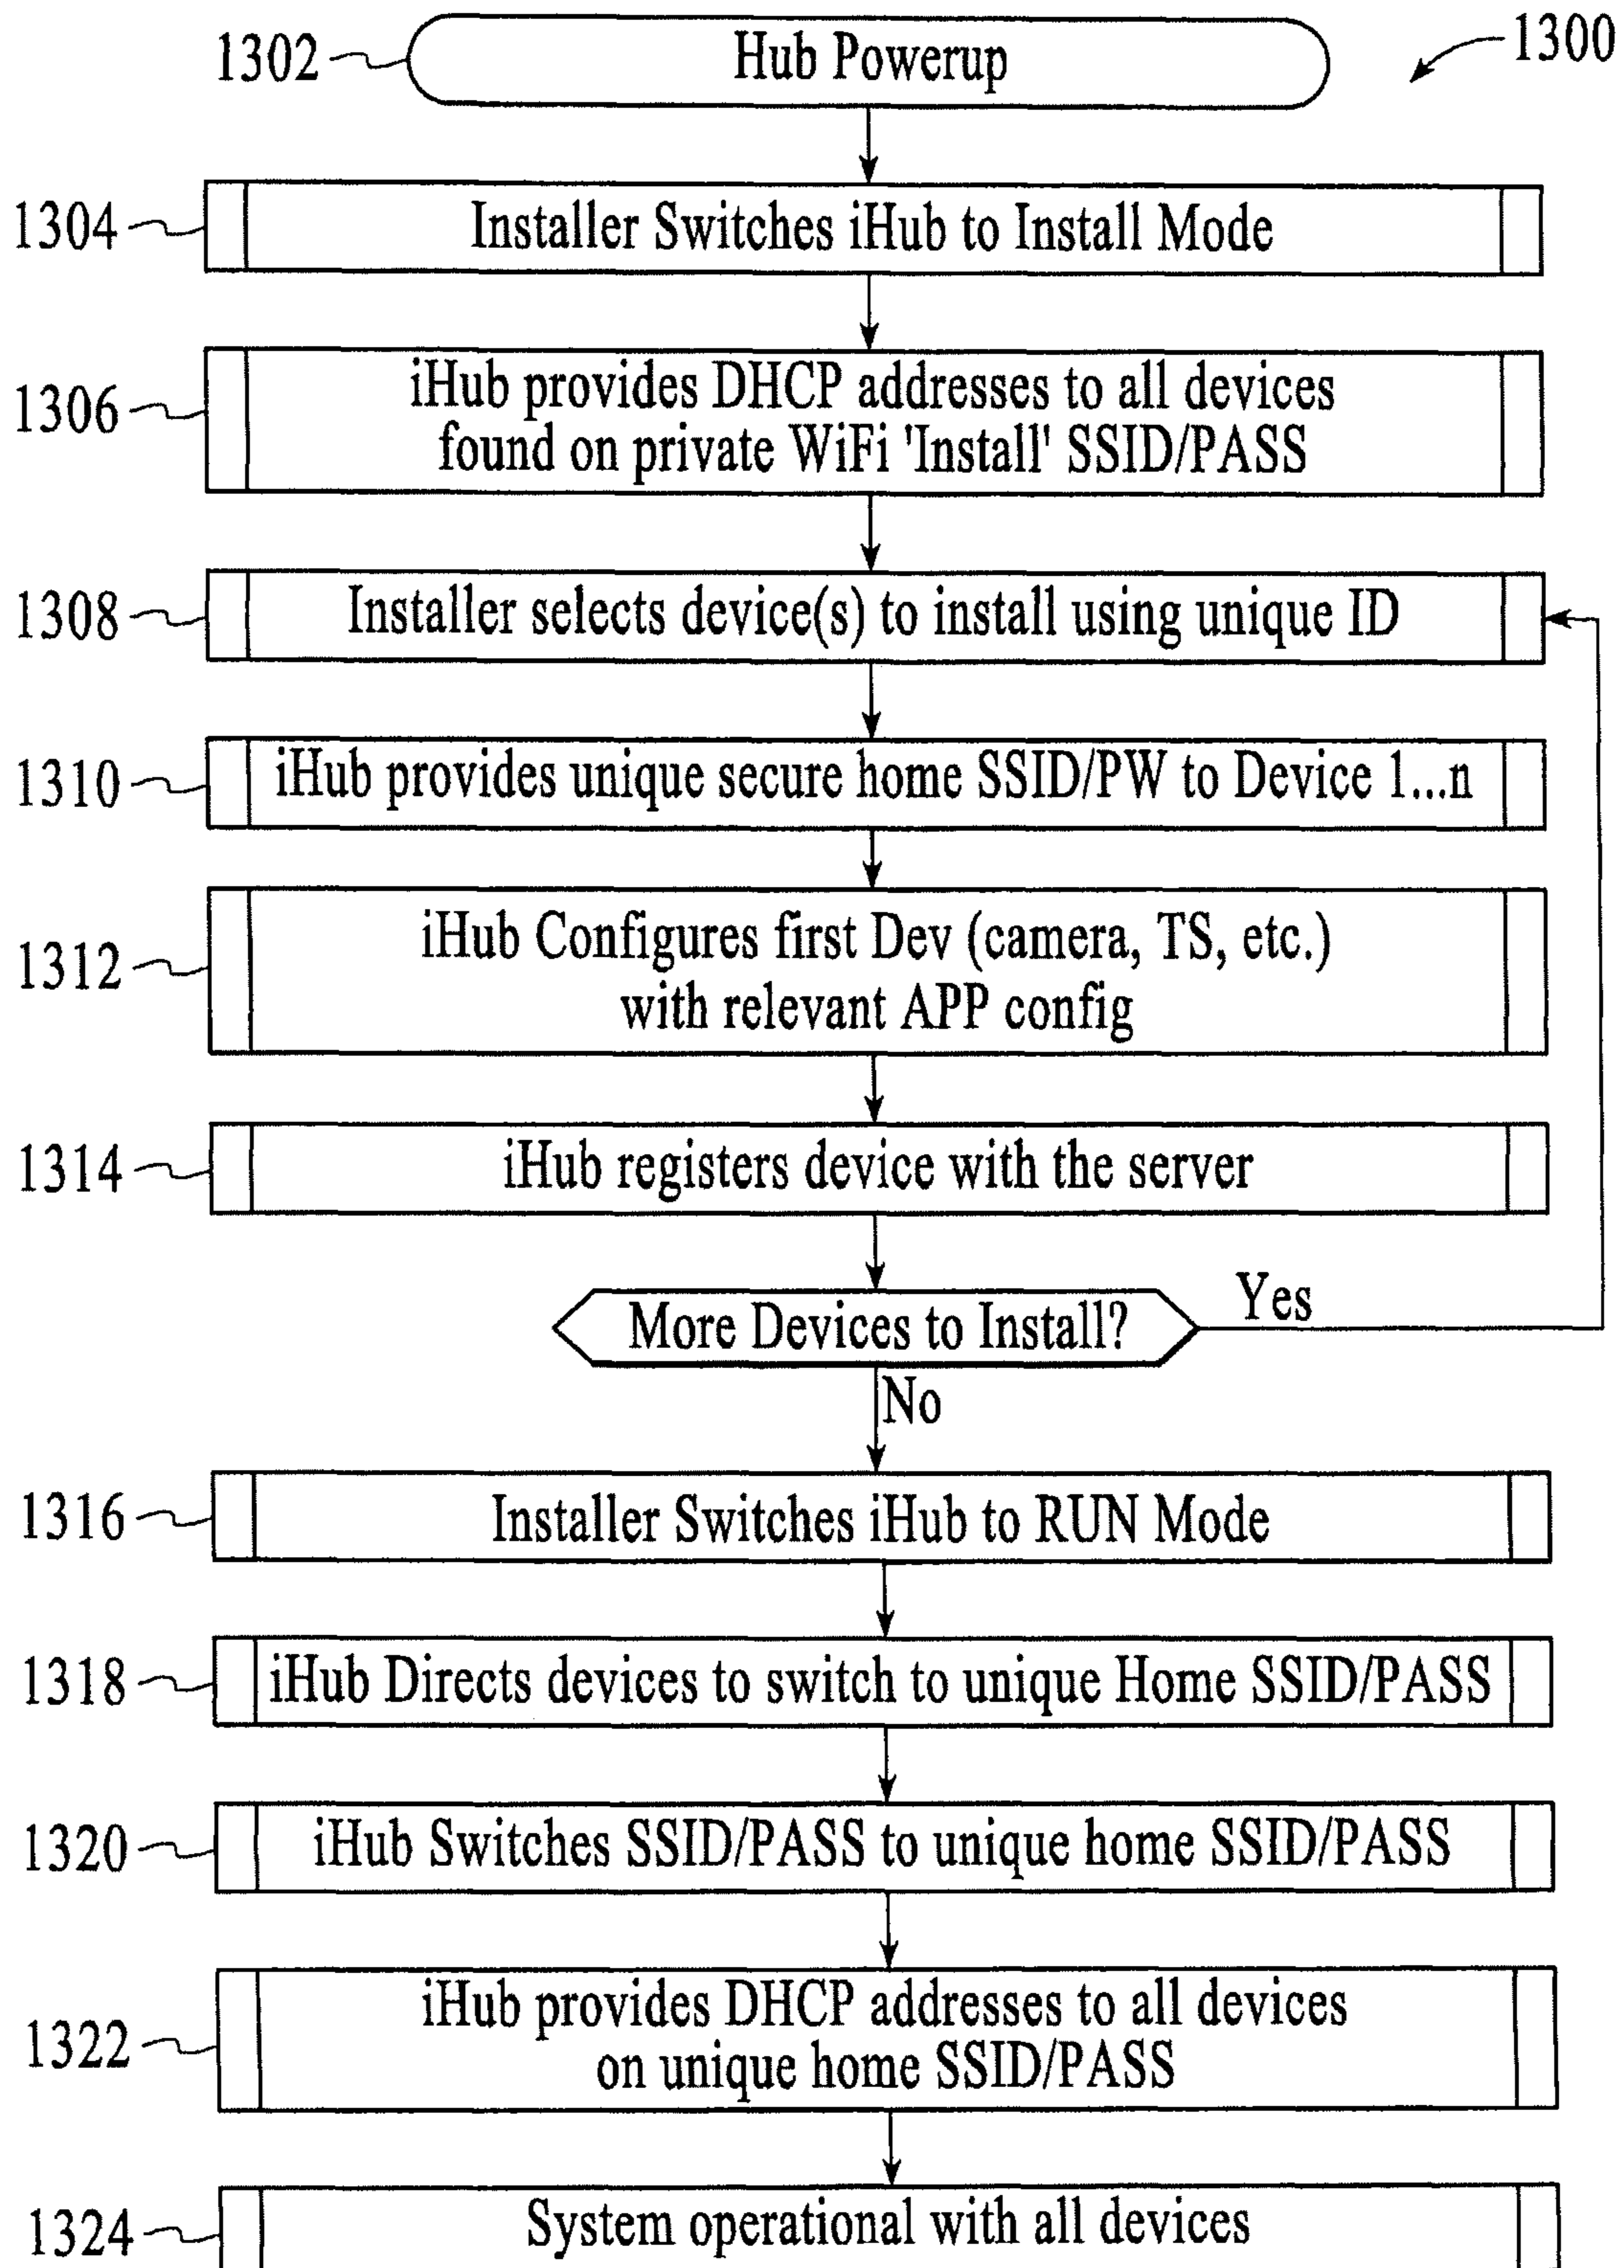 1302 Hub Powerup 1300
1304 Installer Switches iHub to Install Mode
iHub provides DHCP addresses to all devices
1306
found on private WiFi 'Install' SSID/PASS
1308 Installer selects device(s) to install using unique ID
1310 iHub provides unique secure home SSID/PW to Device 1...n
iHub Configures first Dev (camera, TS, etc.)
1312
with relevant APP config
1314 iHub registers device with the server
More Devices to Install? Yes
No
1316 Installer Switches iHub to RUN Mode
1318 iHub Directs devices to switch to unique Home SSID/PASS
1320 iHub Switches SSID/PASS to unique home SSID/PASS
iHub provides DHCP addresses to all devices
1322
on unique home SSID/PASS
1324 System operational with all devices